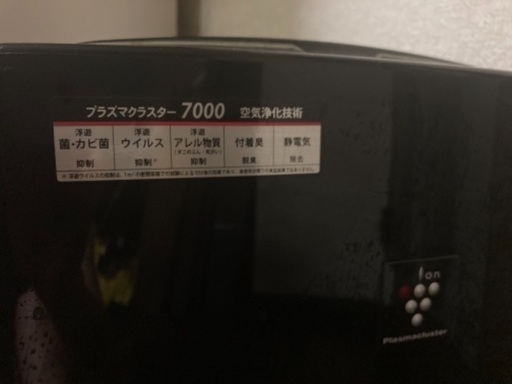 プラズマクラスター 7000 空気浄化技術
浮遊 浮遊 浮遊 付着臭 静電気
菌・カビ菌 ウイルス アレル物質
抑制 抑制* 抑制 脱臭 除去
Ion
Plasmacluster